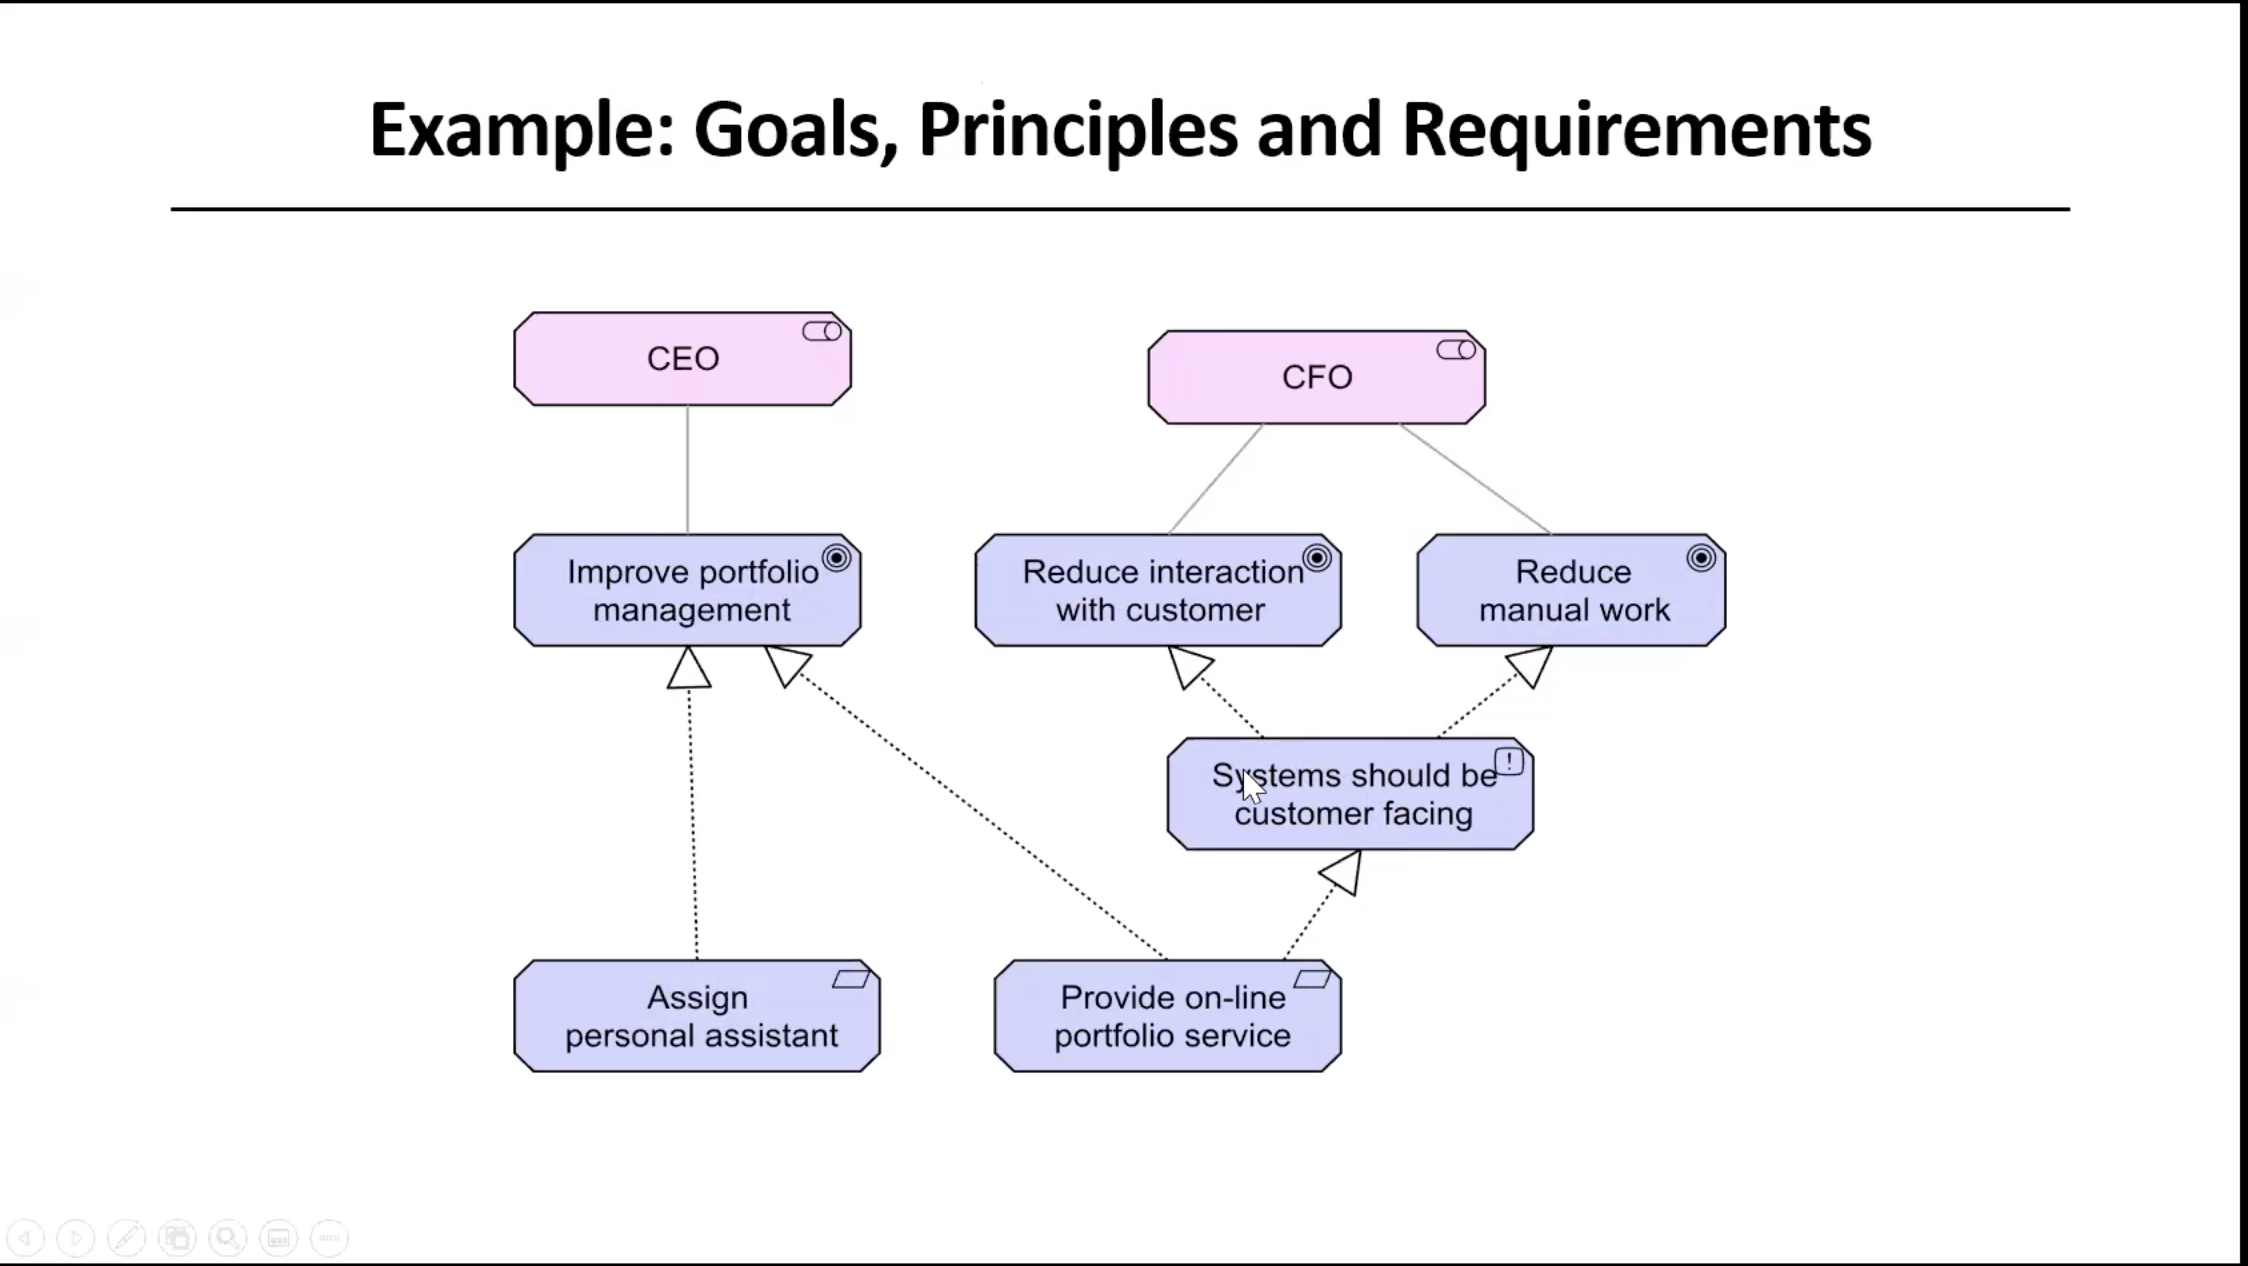 Example: Goals, Principles and Requirements
CEO
CFO
Improve portfolio
management
Reduce interaction
with customer
Reduce
manual work
!
Systems should be
customer facing
Assign
personal assistant
Provide on-line
portfolio service